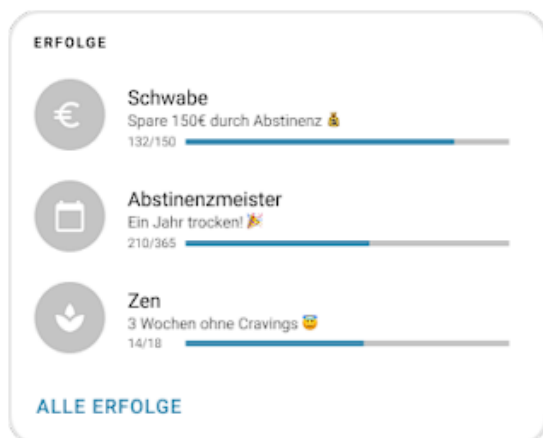 ERFOLGE
Schwabe
Spare 150€ durch Abstinenz 💰
132/150
Abstinenzmeister
Ein Jahr trocken! 🎉
210/365
Zen
3 Wochen ohne Cravings 😇
14/18
ALLE ERFOLGE